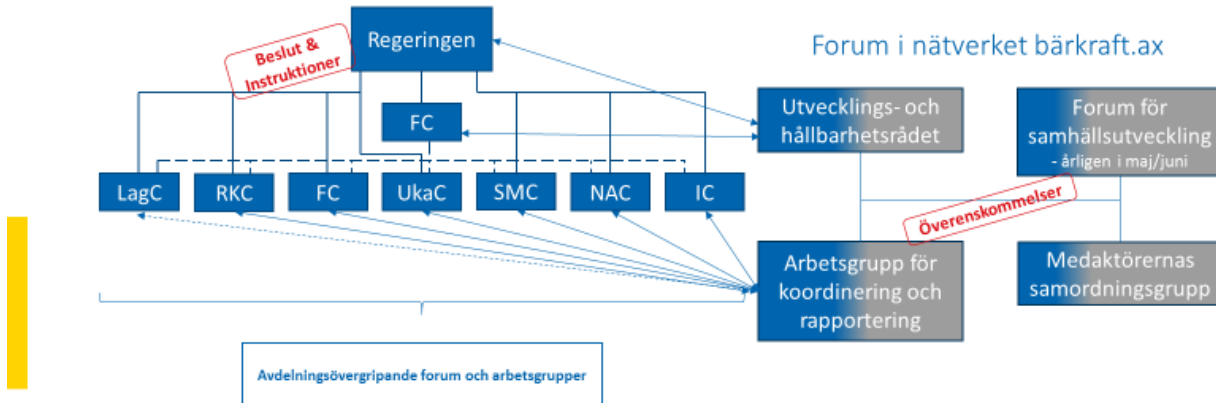 Regeringen
Beslut &
Instruktioner
Forum i nätverket bärkraft.ax
FC
Utvecklings- och
hållbarhetsrådet
Forum för
samhällsutveckling
- årligen i maj/juni
LagC
RKC
FC
UkaC
SMC
NAC
IC
Överenskommelser
Arbetsgrupp för
koordinering och
rapportering
Medaktörernas
samordningsgrupp
Avdelningsövergripande forum och arbetsgrupper